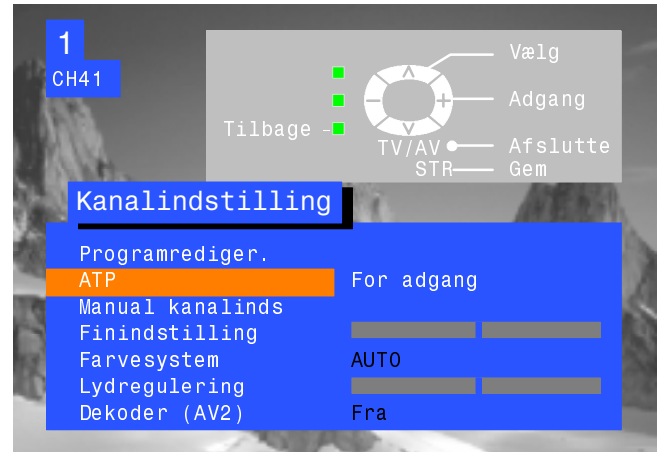 1
CH41
Vælg
Adgang
Tilbage
TV/AV Afslutte
STR Gem
Kanalindstilling
Programrediger.
ATP For adgang
Manual kanalinds
Finindstilling
Farvesystem AUTO
Lydregulering
Dekoder (AV2) Fra